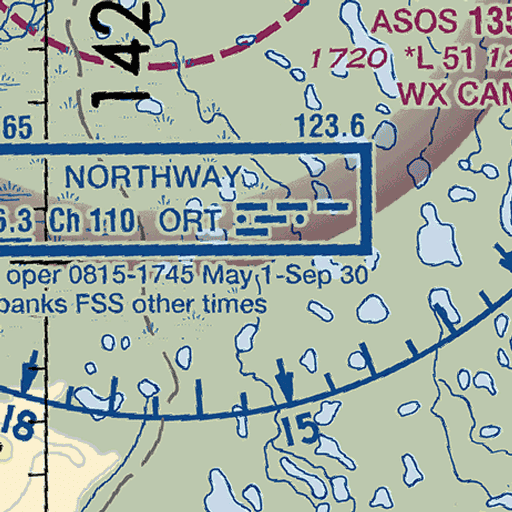 142
ASOS 135
1720 *L 51 12
WX CAM
65
123.6
NORTHWAY
6.3 Ch 110 ORT
oper 0815-1745 May 1-Sep 30
banks FSS other times
18
15